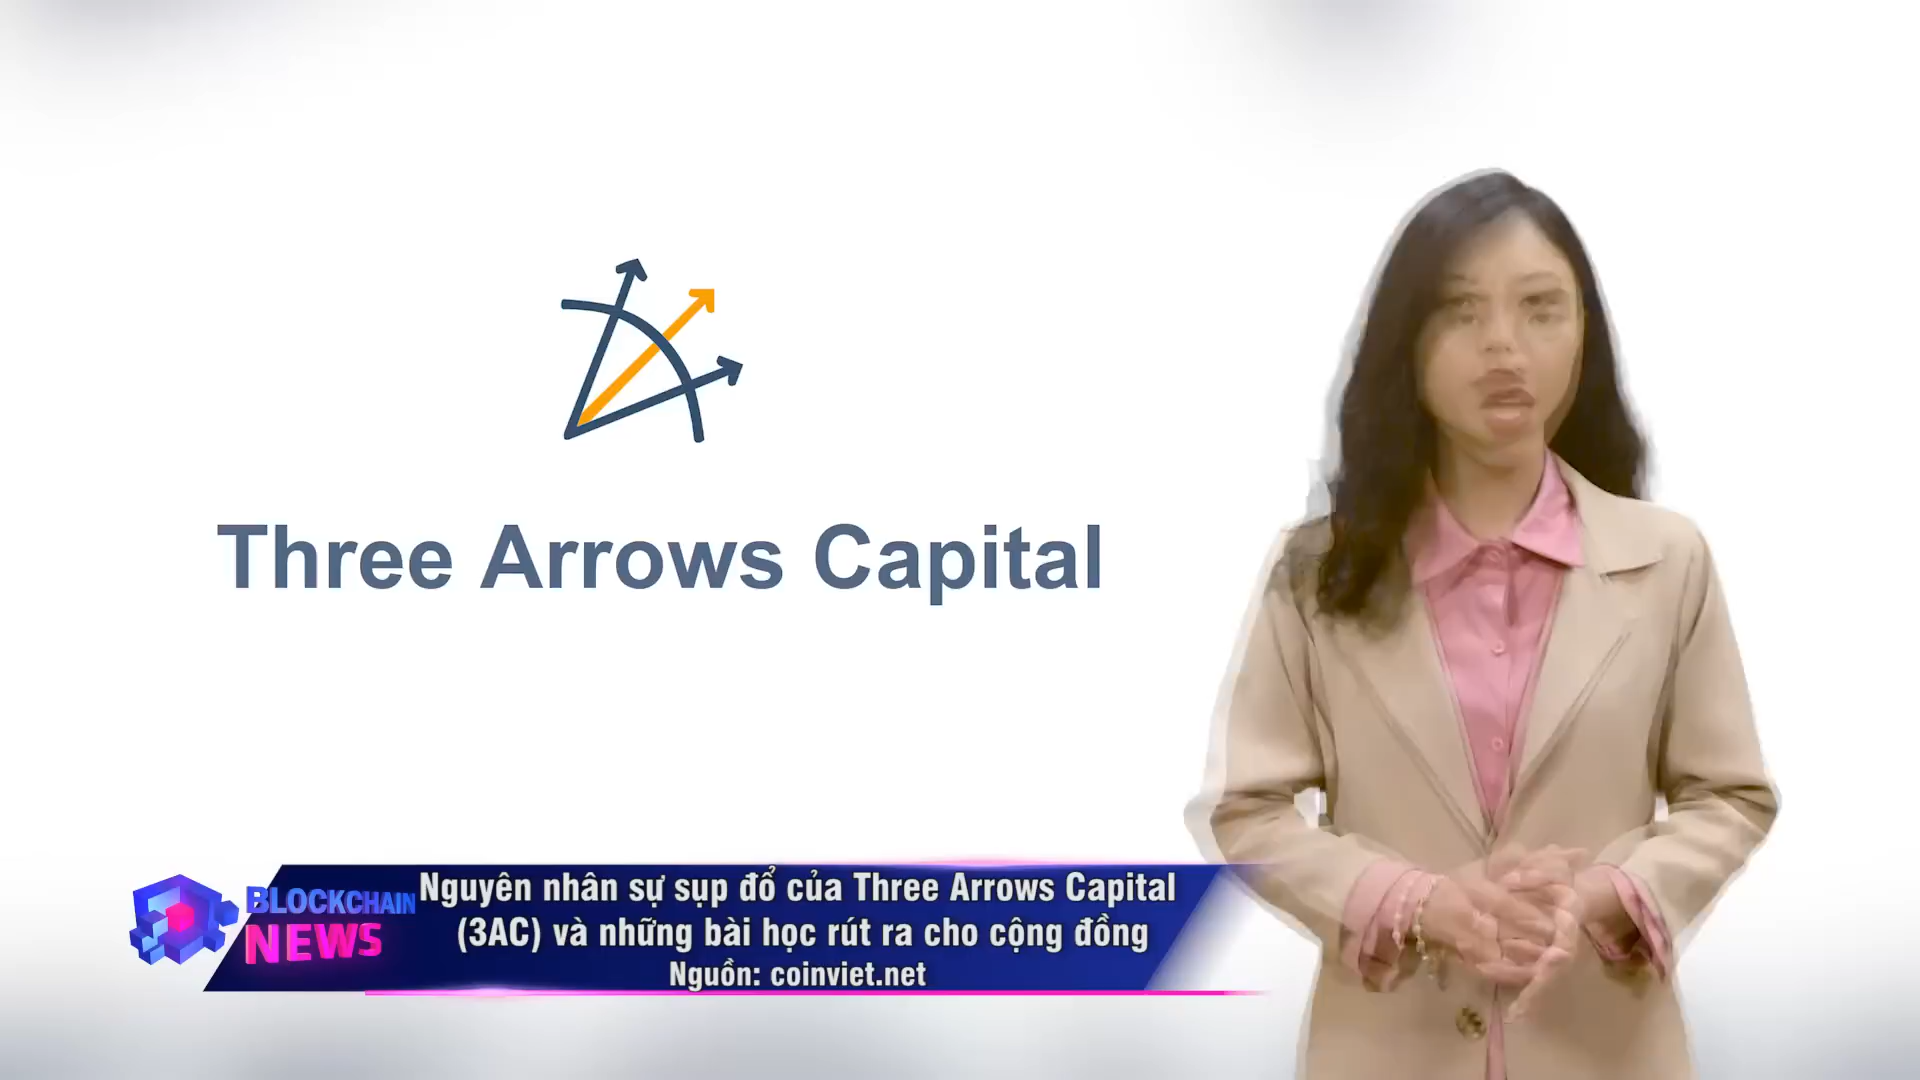 Three Arrows Capital
BLOCKCHAIN
NEWS
Nguyên nhân sự sụp đổ của Three Arrows Capital
(3AC) và những bài học rút ra cho cộng đồng
Nguồn: coinviet.net